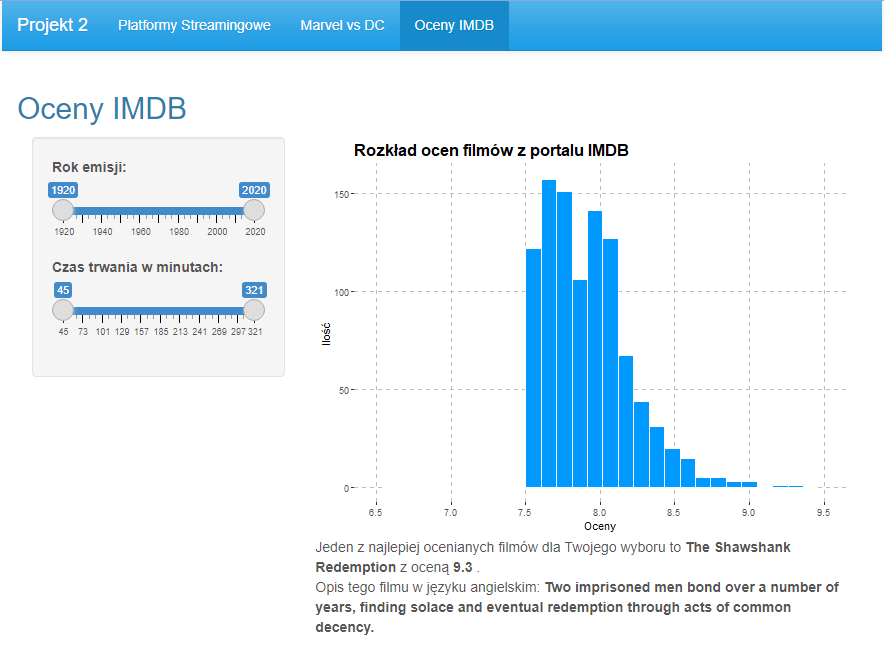 Projekt 2 Platformy Streamingowe Marvel vs DC Oceny IMDB
Oceny IMDB
Rok emisji:
1920 2020
1920 1940 1960 1980 2000 2020
Czas trwania w minutach:
45 321
45 73 101 129 157 185 213 241 269 297 321
Rozkład ocen filmów z portalu IMDB
Ilość
150
100
50
0
6.5 7.0 7.5 8.0 8.5 9.0 9.5
Oceny
Jeden z najlepiej ocenianych filmów dla Twojego wyboru to The Shawshank
Redemption z oceną 9.3 .
Opis tego filmu w języku angielskim: Two imprisoned men bond over a number of
years, finding solace and eventual redemption through acts of common
decency.